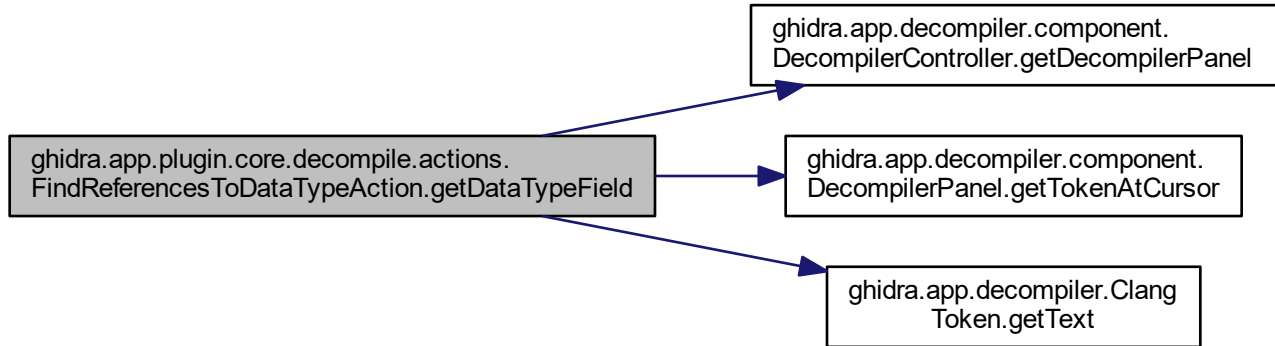 ghidra.app.decompiler.component.
DecompilerController.getDecompilerPanel
ghidra.app.plugin.core.decompile.actions.
FindReferencesToDataTypeAction.getDataTypeField
ghidra.app.decompiler.component.
DecompilerPanel.getTokenAtCursor
ghidra.app.decompiler.Clang
Token.getText